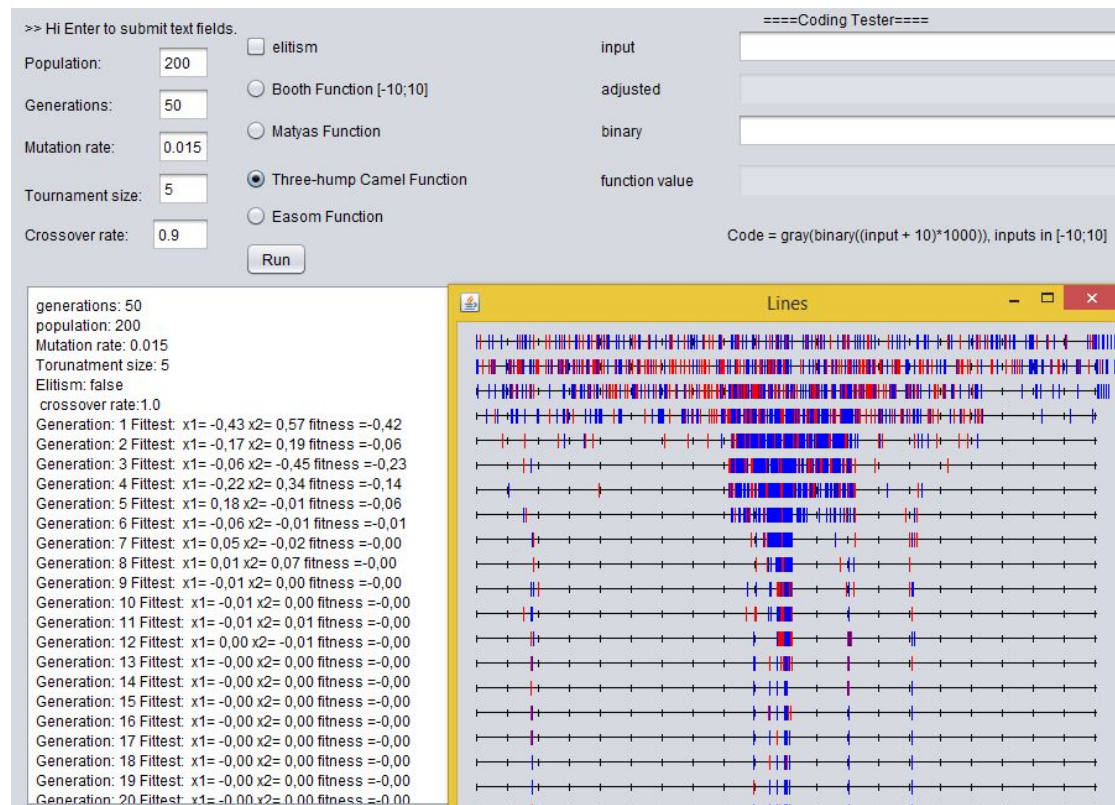 >> Hi Enter to submit text fields.
Population:
200
Generations:
50
Mutation rate:
0.015
Tournament size:
5
Crossover rate:
0.9
elitism
Booth Function [-10;10]
Matyas Function
Three-hump Camel Function
Easom Function
Run
====Coding Tester====
input
adjusted
binary
function value
Code = gray(binary((input + 10)*1000)), inputs in [-10;10]
generations: 50
population: 200
Mutation rate: 0.015
Torunatment size: 5
Elitism: false
crossover rate:1.0
Generation: 1 Fittest: x1= -0,43 x2= 0,57 fitness =-0,42
Generation: 2 Fittest: x1= -0,17 x2= 0,19 fitness =-0,06
Generation: 3 Fittest: x1= -0,06 x2= -0,45 fitness =-0,23
Generation: 4 Fittest: x1= -0,22 x2= 0,34 fitness =-0,14
Generation: 5 Fittest: x1= 0,18 x2= -0,01 fitness =-0,06
Generation: 6 Fittest: x1= -0,06 x2= -0,01 fitness =-0,01
Generation: 7 Fittest: x1= 0,05 x2= -0,02 fitness =-0,00
Generation: 8 Fittest: x1= 0,01 x2= 0,07 fitness =-0,00
Generation: 9 Fittest: x1= -0,01 x2= 0,00 fitness =-0,00
Generation: 10 Fittest: x1= -0,01 x2= 0,00 fitness =-0,00
Generation: 11 Fittest: x1= -0,01 x2= 0,01 fitness =-0,00
Generation: 12 Fittest: x1= 0,00 x2= -0,01 fitness =-0,00
Generation: 13 Fittest: x1= -0,00 x2= 0,00 fitness =-0,00
Generation: 14 Fittest: x1= -0,00 x2= 0,00 fitness =-0,00
Generation: 15 Fittest: x1= -0,00 x2= 0,00 fitness =-0,00
Generation: 16 Fittest: x1= -0,00 x2= 0,00 fitness =-0,00
Generation: 17 Fittest: x1= -0,00 x2= 0,00 fitness =-0,00
Generation: 18 Fittest: x1= -0,00 x2= 0,00 fitness =-0,00
Generation: 19 Fittest: x1= -0,00 x2= 0,00 fitness =-0,00
Generation: 20 Fittest: x1= -0,00 x2= 0,00 fitness =-0,00
Lines